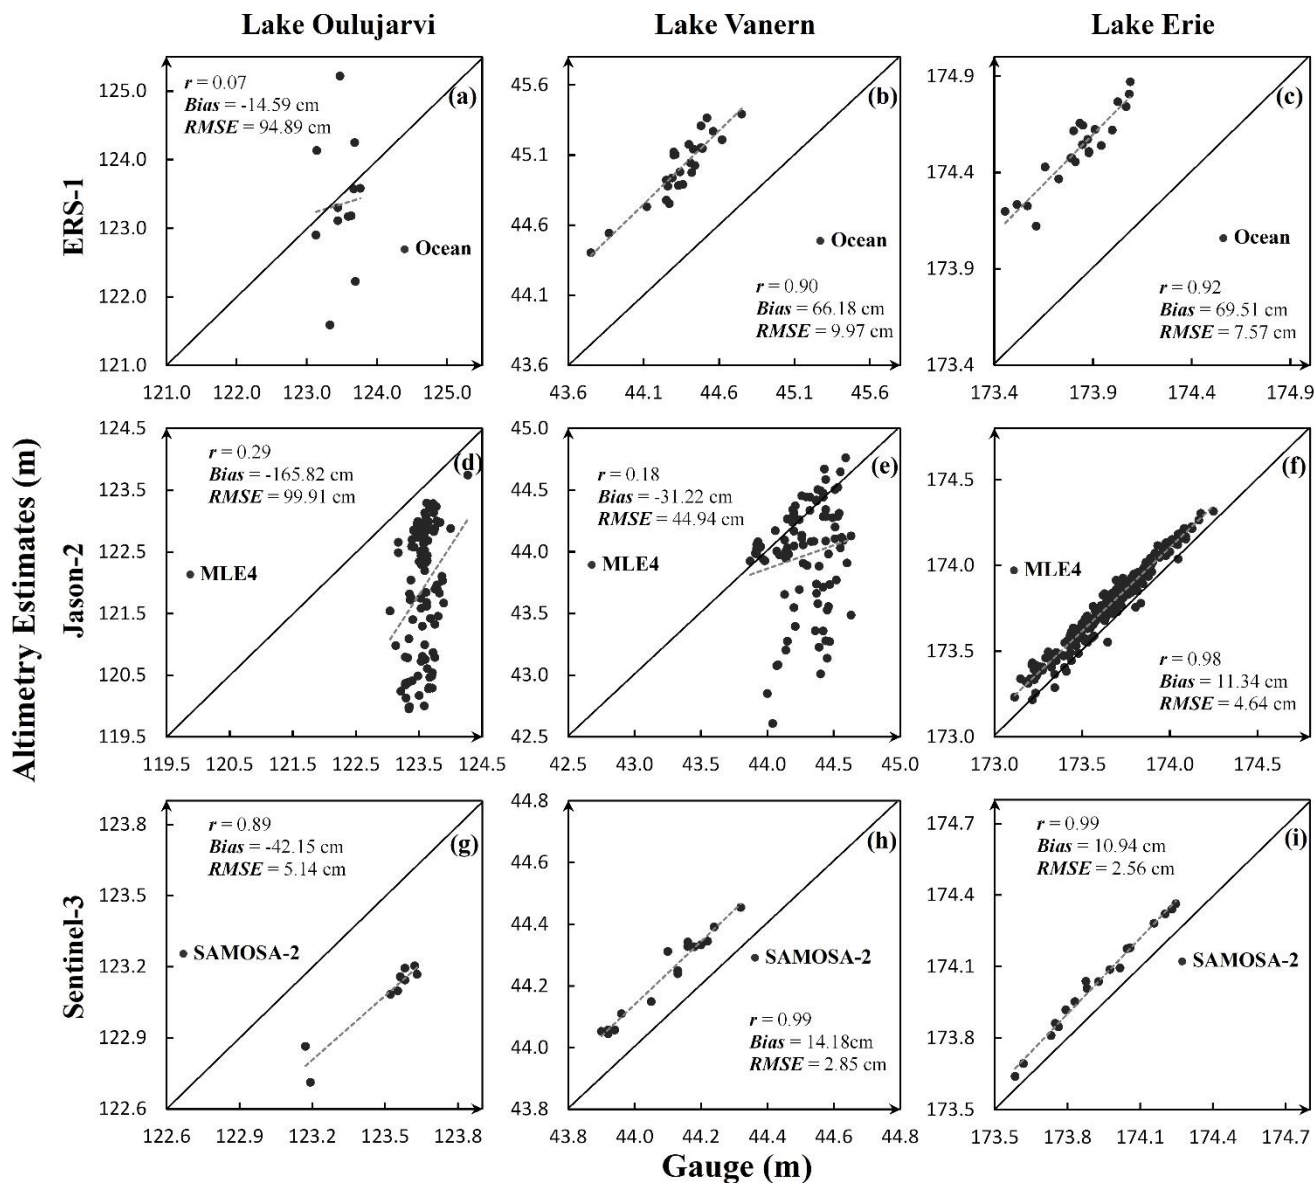 Lake Oulujarvi
Lake Vanern
Lake Erie
Altimetry Estimates (m)
ERS-1
125.0
124.0
123.0
122.0
121.0
r = 0.07
Bias = -14.59 cm
RMSE = 94.89 cm
(a)
Ocean
121.0 122.0 123.0 124.0 125.0
45.6
45.1
44.6
44.1
43.6
(b)
Ocean
r = 0.90
Bias = 66.18 cm
RMSE = 9.97 cm
43.6 44.1 44.6 45.1 45.6
174.9
174.4
173.9
173.4
(c)
Ocean
r = 0.92
Bias = 69.51 cm
RMSE = 7.57 cm
173.4 173.9 174.4 174.9
Jason-2
124.5
123.5
122.5
121.5
120.5
119.5
r = 0.29
Bias = -165.82 cm
RMSE = 99.91 cm
(d)
MLE4
119.5 120.5 121.5 122.5 123.5 124.5
45.0
44.5
44.0
43.5
43.0
42.5
r = 0.18
Bias = -31.22 cm
RMSE = 44.94 cm
(e)
MLE4
42.5 43.0 43.5 44.0 44.5 45.0
174.5
174.0
173.5
173.0
(f)
MLE4
r = 0.98
Bias = 11.34 cm
RMSE = 4.64 cm
173.0 173.5 174.0 174.5
Sentinel-3
123.8
123.5
123.2
122.9
122.6
r = 0.89
Bias = -42.15 cm
RMSE = 5.14 cm
(g)
SAMOSA-2
122.6 122.9 123.2 123.5 123.8
44.8
44.6
44.4
44.2
44.0
43.8
(h)
SAMOSA-2
r = 0.99
Bias = 14.18cm
RMSE = 2.85 cm
43.8 44.0 44.2 44.4 44.6 44.8
174.7
174.4
174.1
173.8
173.5
r = 0.99
Bias = 10.94 cm
RMSE = 2.56 cm
(i)
SAMOSA-2
173.5 173.8 174.1 174.4 174.7
Gauge (m)